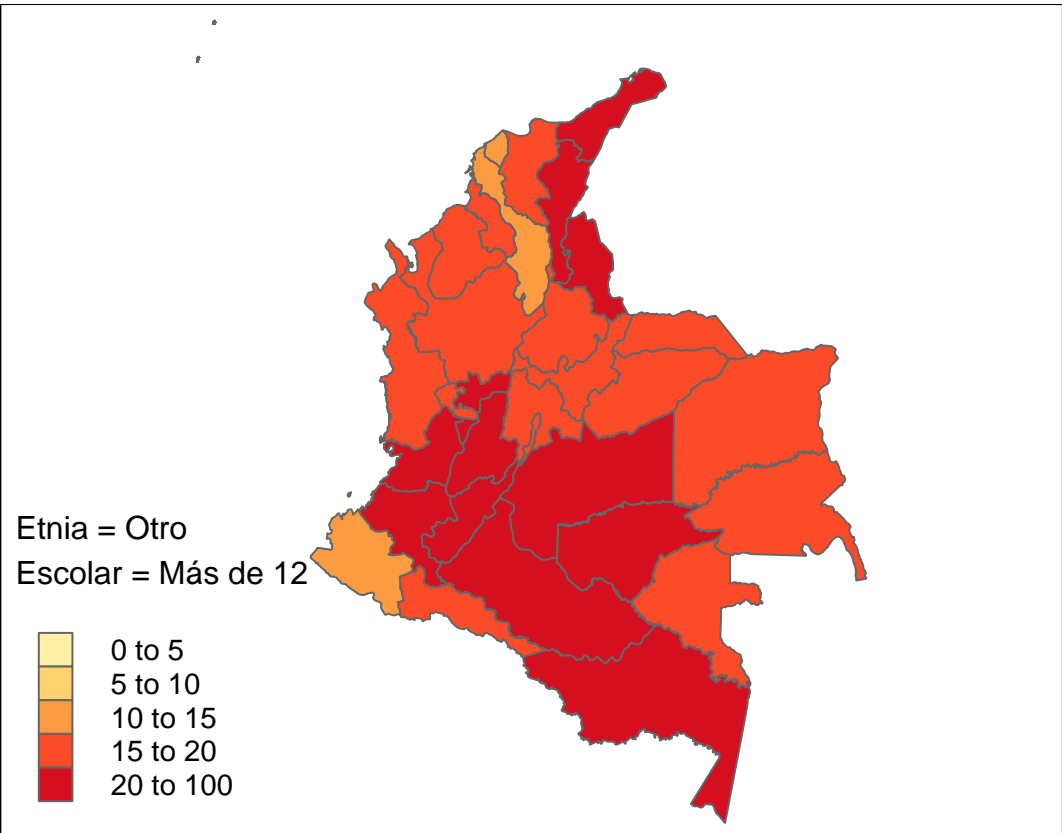 Etnia = Otro
Escolar = Más de 12
0 to 5
5 to 10
10 to 15
15 to 20
20 to 100